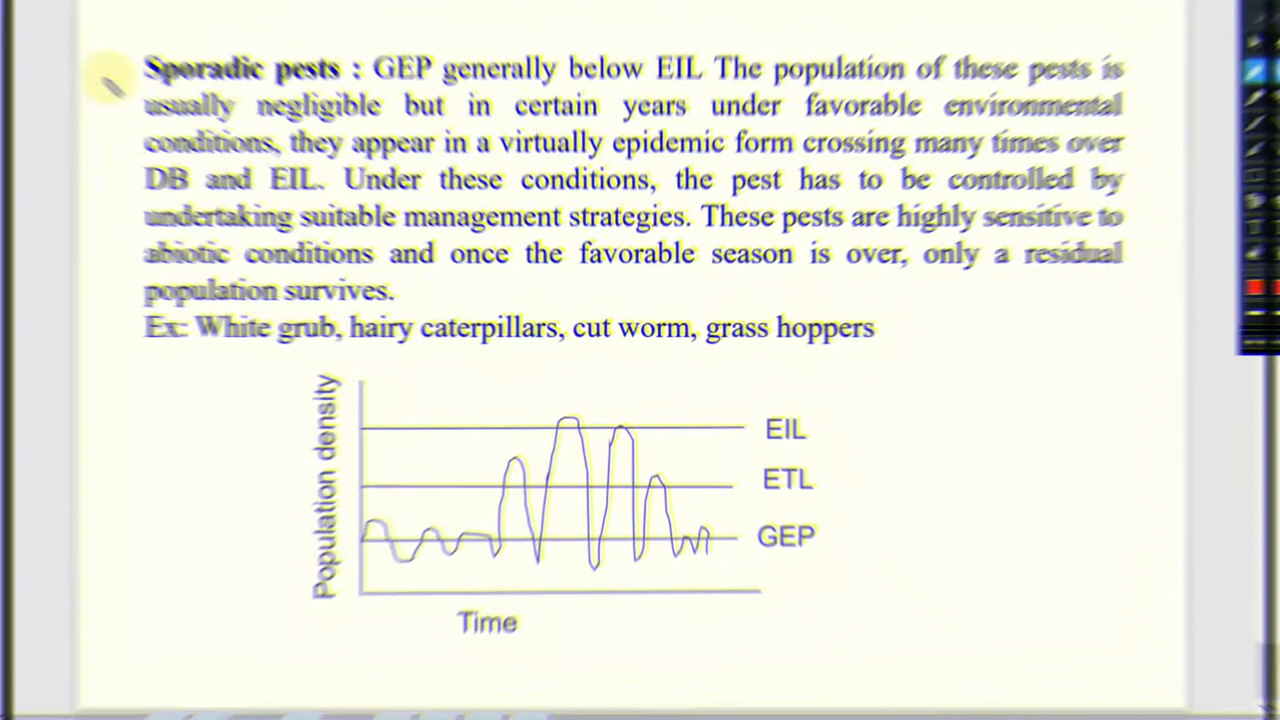 Sporadic pests : GEP generally below EIL The population of these pests is
usually negligible but in certain years under favorable environmental
conditions, they appear in a virtually epidemic form crossing many times over
DB and EIL. Under these conditions, the pest has to be controlled by
undertaking suitable management strategies. These pests are highly sensitive to
abiotic conditions and once the favorable season is over, only a residual
population survives.
Ex: White grub, hairy caterpillars, cut worm, grass hoppers
Population density
EIL
ETL
GEP
Time